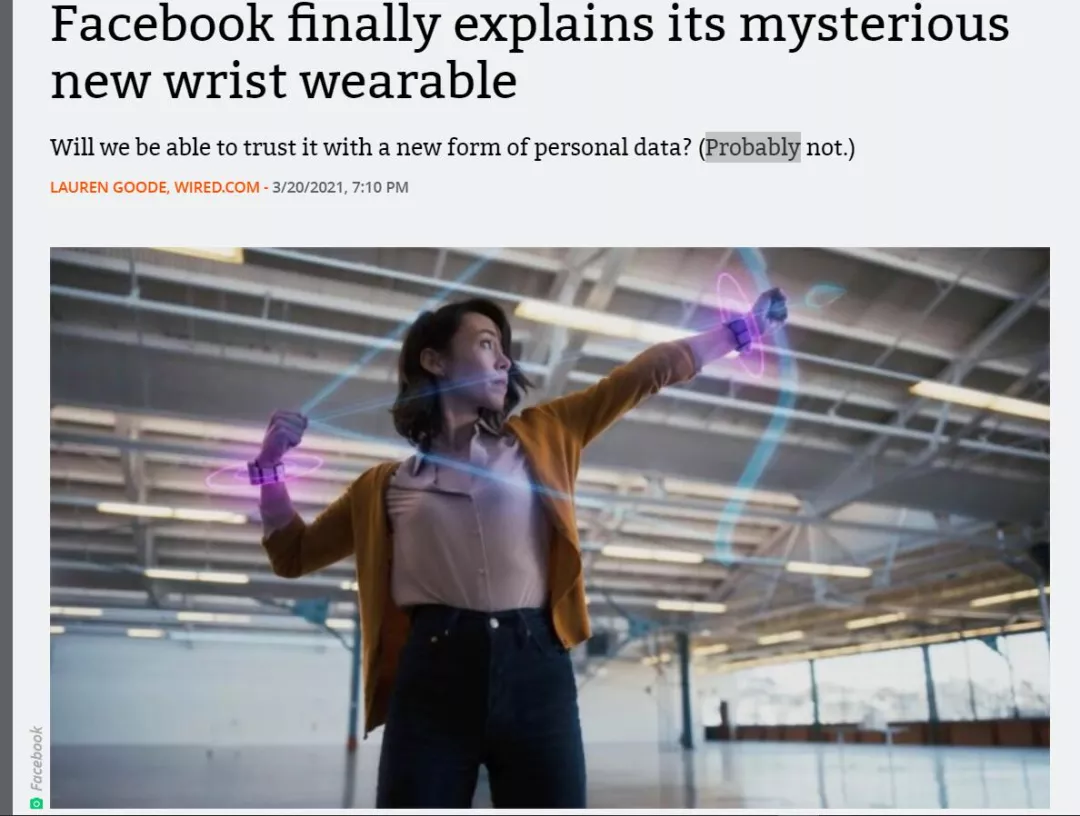 Facebook finally explains its mysterious
new wrist wearable
Will we be able to trust it with a new form of personal data? (Probably not.)
LAUREN GOODE, WIRED.COM - 3/20/2021, 7:10 PM
Facebook